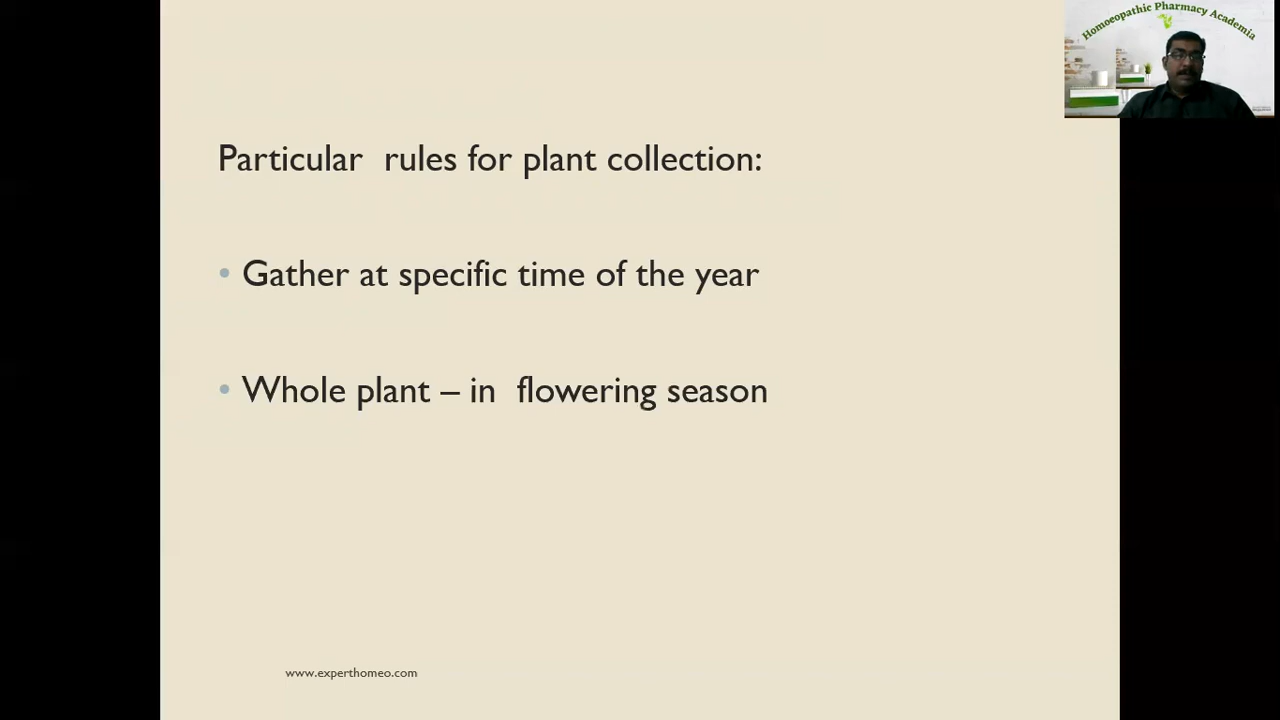 Homoeopathic Pharmacy Academia
Particular rules for plant collection:
• Gather at specific time of the year
• Whole plant – in flowering season
www.experthomeo.com